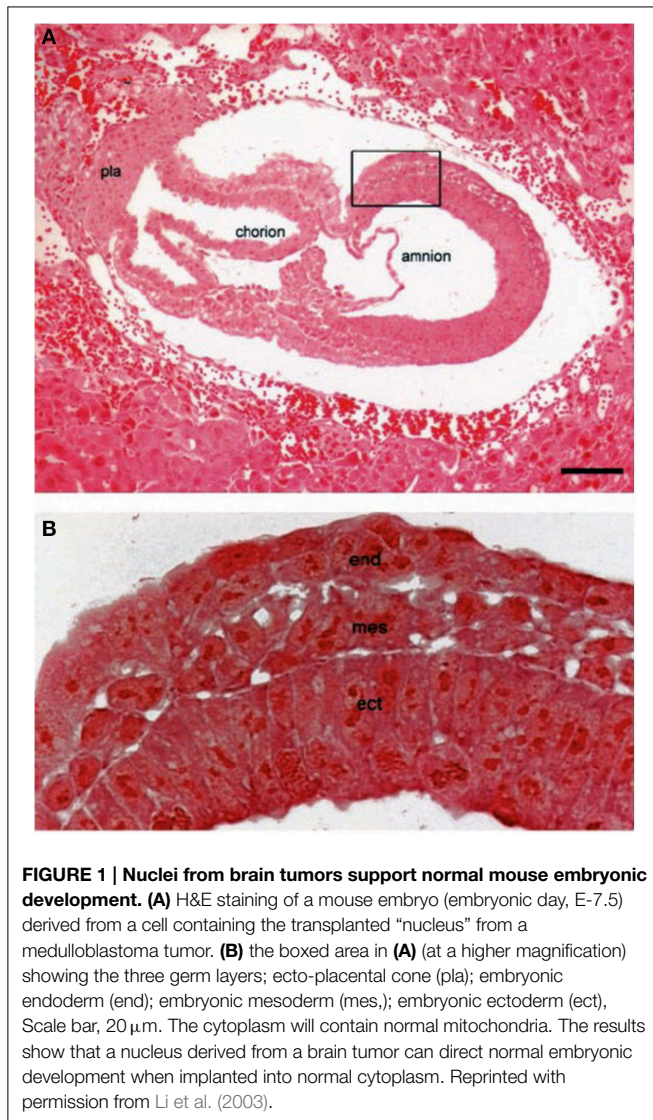 A
pla
chorion
amnion
B
end
mes
ect
FIGURE 1 | Nuclei from brain tumors support normal mouse embryonic
development. (A) H&E staining of a mouse embryo (embryonic day, E-7.5)
derived from a cell containing the transplanted “nucleus” from a
medulloblastoma tumor. (B) the boxed area in (A) (at a higher magnification)
showing the three germ layers; ecto-placental cone (pla); embryonic
endoderm (end); embryonic mesoderm (mes,); embryonic ectoderm (ect),
Scale bar, 20 μm. The cytoplasm will contain normal mitochondria. The results
show that a nucleus derived from a brain tumor can direct normal embryonic
development when implanted into normal cytoplasm. Reprinted with
permission from Li et al. (2003).